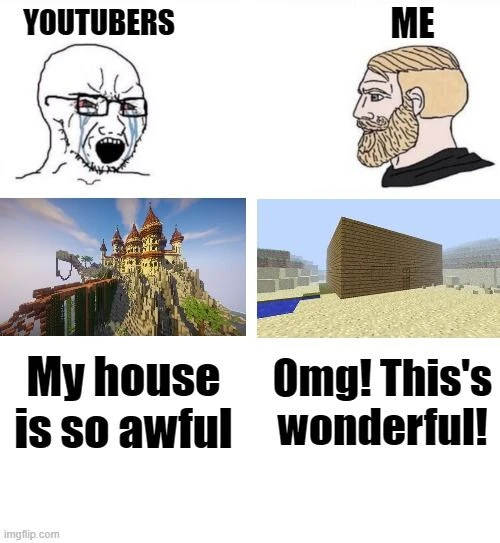 YOUTUBERS
ME
My house
is so awful
Omg! This's
wonderful!
imgflip.com